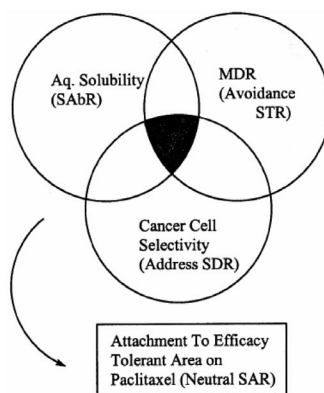 Aq. Solubility
(SAbR)
MDR
(Avoidance
STR)
Cancer Cell
Selectivity
(Address SDR)
Attachment To Efficacy
Tolerant Area on
Paclitaxel (Neutral SAR)